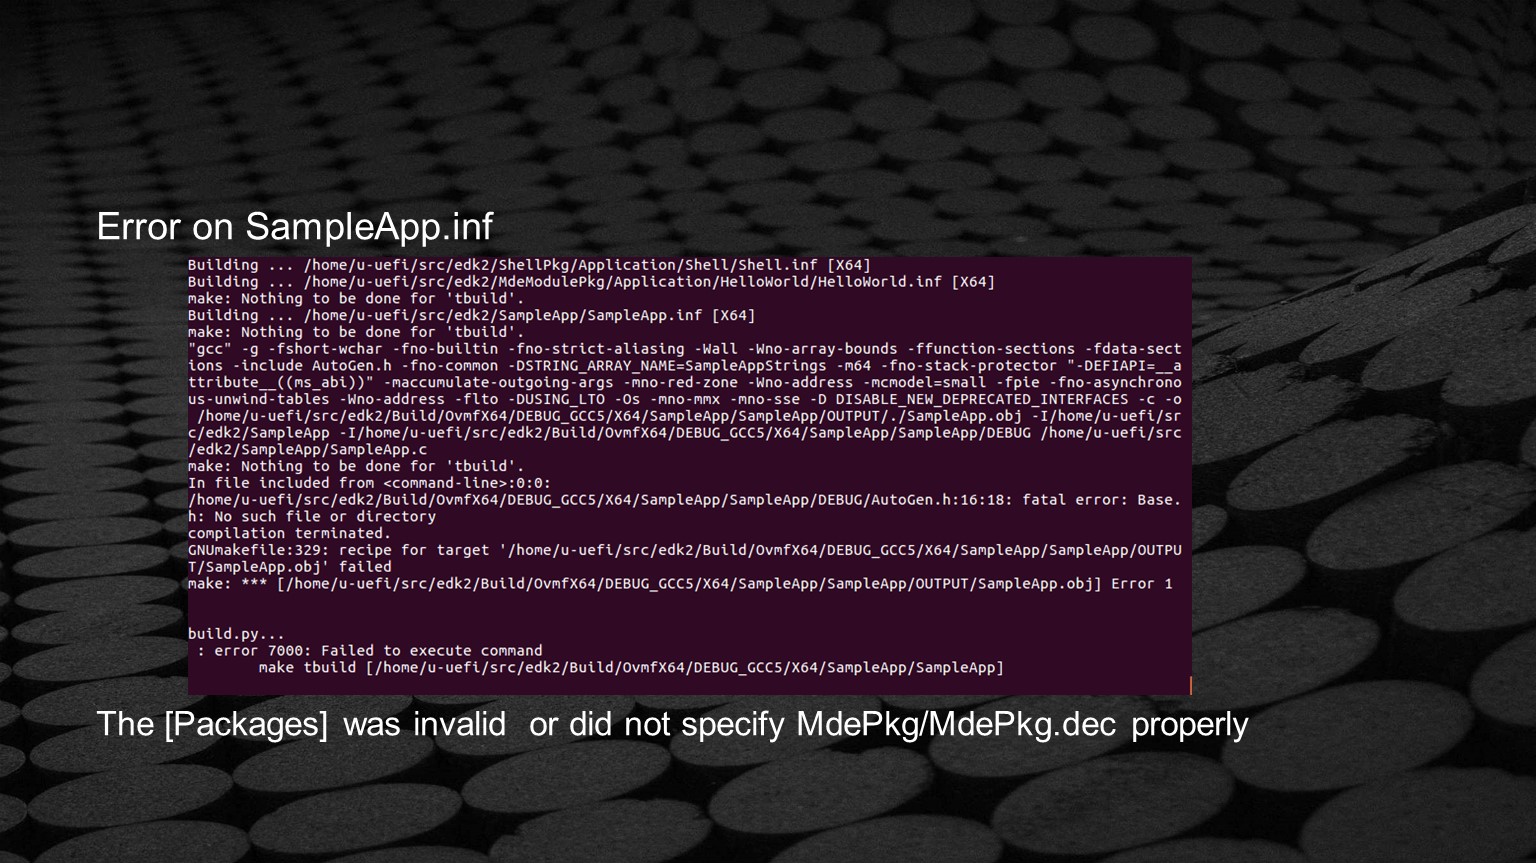 Error on SampleApp.inf
Building ... /home/u-uefi/src/edk2/ShellPkg/Application/Shell/Shell.inf [X64]
Building ... /home/u-uefi/src/edk2/MdeModulePkg/Application/HelloWorld/HelloWorld.inf [X64]
make: Nothing to be done for 'tbuild'.
Building ... /home/u-uefi/src/edk2/SampleApp/SampleApp.inf [X64]
make: Nothing to be done for 'tbuild'.
"gcc" -g -fshort-wchar -fno-builtin -fno-strict-aliasing -Wall -Wno-array-bounds -ffunction-sections -fdata-sect
ions -include AutoGen.h -fno-common -DSTRING_ARRAY_NAME=SampleAppStrings -m64 -fno-stack-protector "-DEFIAPI=__a
ttribute__((ms_abi))" -maccumulate-outgoing-args -mno-red-zone -Wno-address -mcmodel=small -fpie -fno-asynchrono
us-unwind-tables -Wno-address -flto -DUSING_LTO -Os -mno-mmx -mno-sse -D DISABLE_NEW_DEPRECATED_INTERFACES -c -o
 /home/u-uefi/src/edk2/Build/OvmfX64/DEBUG_GCC5/X64/SampleApp/SampleApp/OUTPUT/./SampleApp.obj -I/home/u-uefi/sr
c/edk2/SampleApp -I/home/u-uefi/src/edk2/Build/OvmfX64/DEBUG_GCC5/X64/SampleApp/SampleApp/DEBUG /home/u-uefi/src
/edk2/SampleApp/SampleApp.c
make: Nothing to be done for 'tbuild'.
In file included from <command-line>:0:0:
/home/u-uefi/src/edk2/Build/OvmfX64/DEBUG_GCC5/X64/SampleApp/SampleApp/DEBUG/AutoGen.h:16:18: fatal error: Base.
h: No such file or directory
compilation terminated.
GNUmakefile:329: recipe for target '/home/u-uefi/src/edk2/Build/OvmfX64/DEBUG_GCC5/X64/SampleApp/SampleApp/OUTPU
T/SampleApp.obj' failed
make: *** [/home/u-uefi/src/edk2/Build/OvmfX64/DEBUG_GCC5/X64/SampleApp/SampleApp/OUTPUT/SampleApp.obj] Error 1
build.py...
 : error 7000: Failed to execute command
        make tbuild [/home/u-uefi/src/edk2/Build/OvmfX64/DEBUG_GCC5/X64/SampleApp/SampleApp]
The [Packages] was invalid or did not specify MdePkg/MdePkg.dec properly